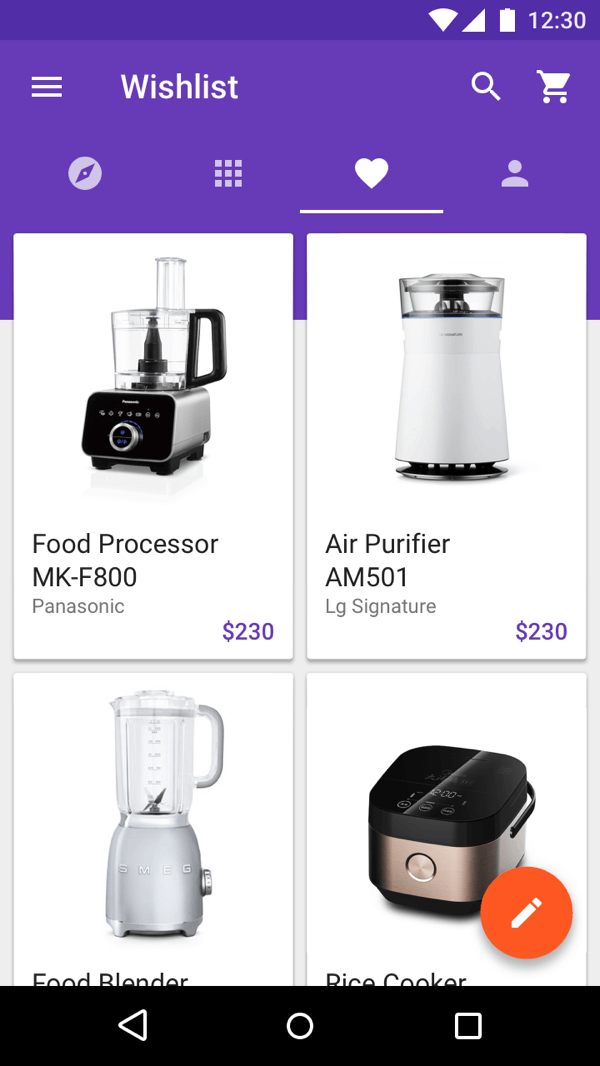 12:30
Wishlist
Panasonic
Food Processor
MK-F800
Panasonic
$230
Air Purifier
AM501
Lg Signature
$230
SMEG
Food Blender
Rice Cooker